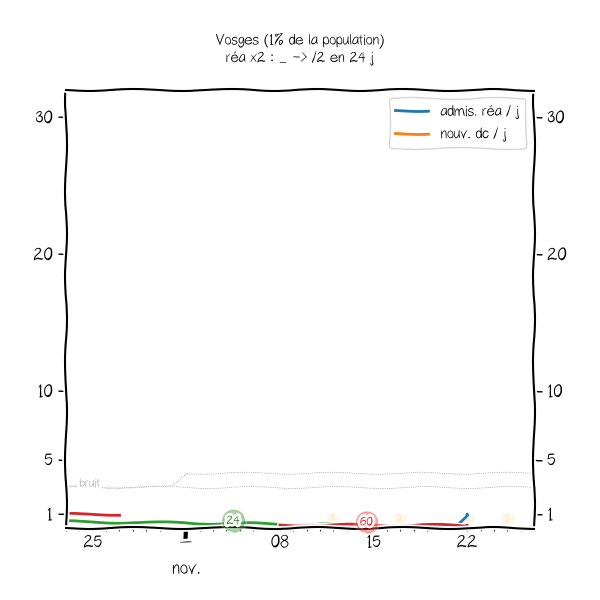 Vosges (1% de la population)
réa x2 : _ -> /2 en 24 j
admis. réa / j
nouv. dc / j
30
30
20
20
10
10
5
5
bruit
1
24
60
1
25
_
08
15
22
nov.